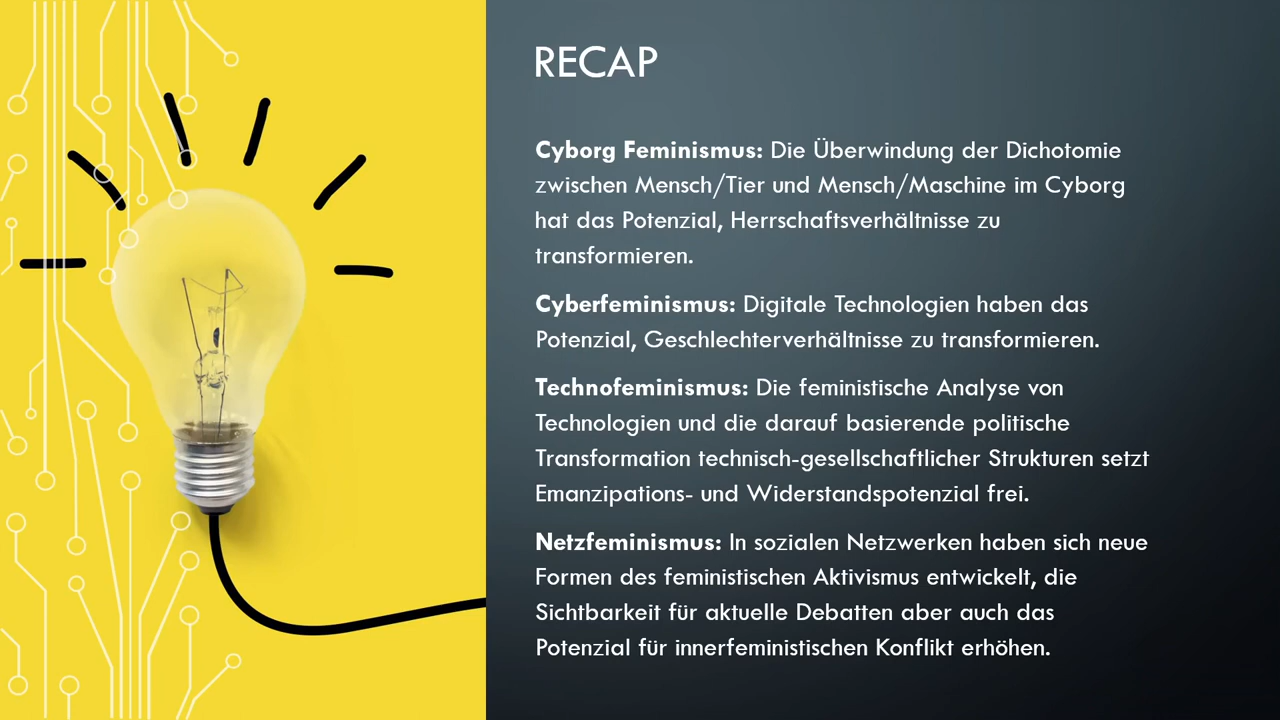 RECAP
Cyborg Feminismus: Die Überwindung der Dichotomie
zwischen Mensch/Tier und Mensch/Maschine im Cyborg
hat das Potenzial, Herrschaftsverhältnisse zu
transformieren.
Cyberfeminismus: Digitale Technologien haben das
Potenzial, Geschlechterverhältnisse zu transformieren.
Technofeminismus: Die feministische Analyse von
Technologien und die darauf basierende politische
Transformation technisch-gesellschaftlicher Strukturen setzt
Emanzipations- und Widerstandspotenzial frei.
Netzfeminismus: In sozialen Netzwerken haben sich neue
Formen des feministischen Aktivismus entwickelt, die
Sichtbarkeit für aktuelle Debatten aber auch das
Potenzial für innerfeministischen Konflikt erhöhen.